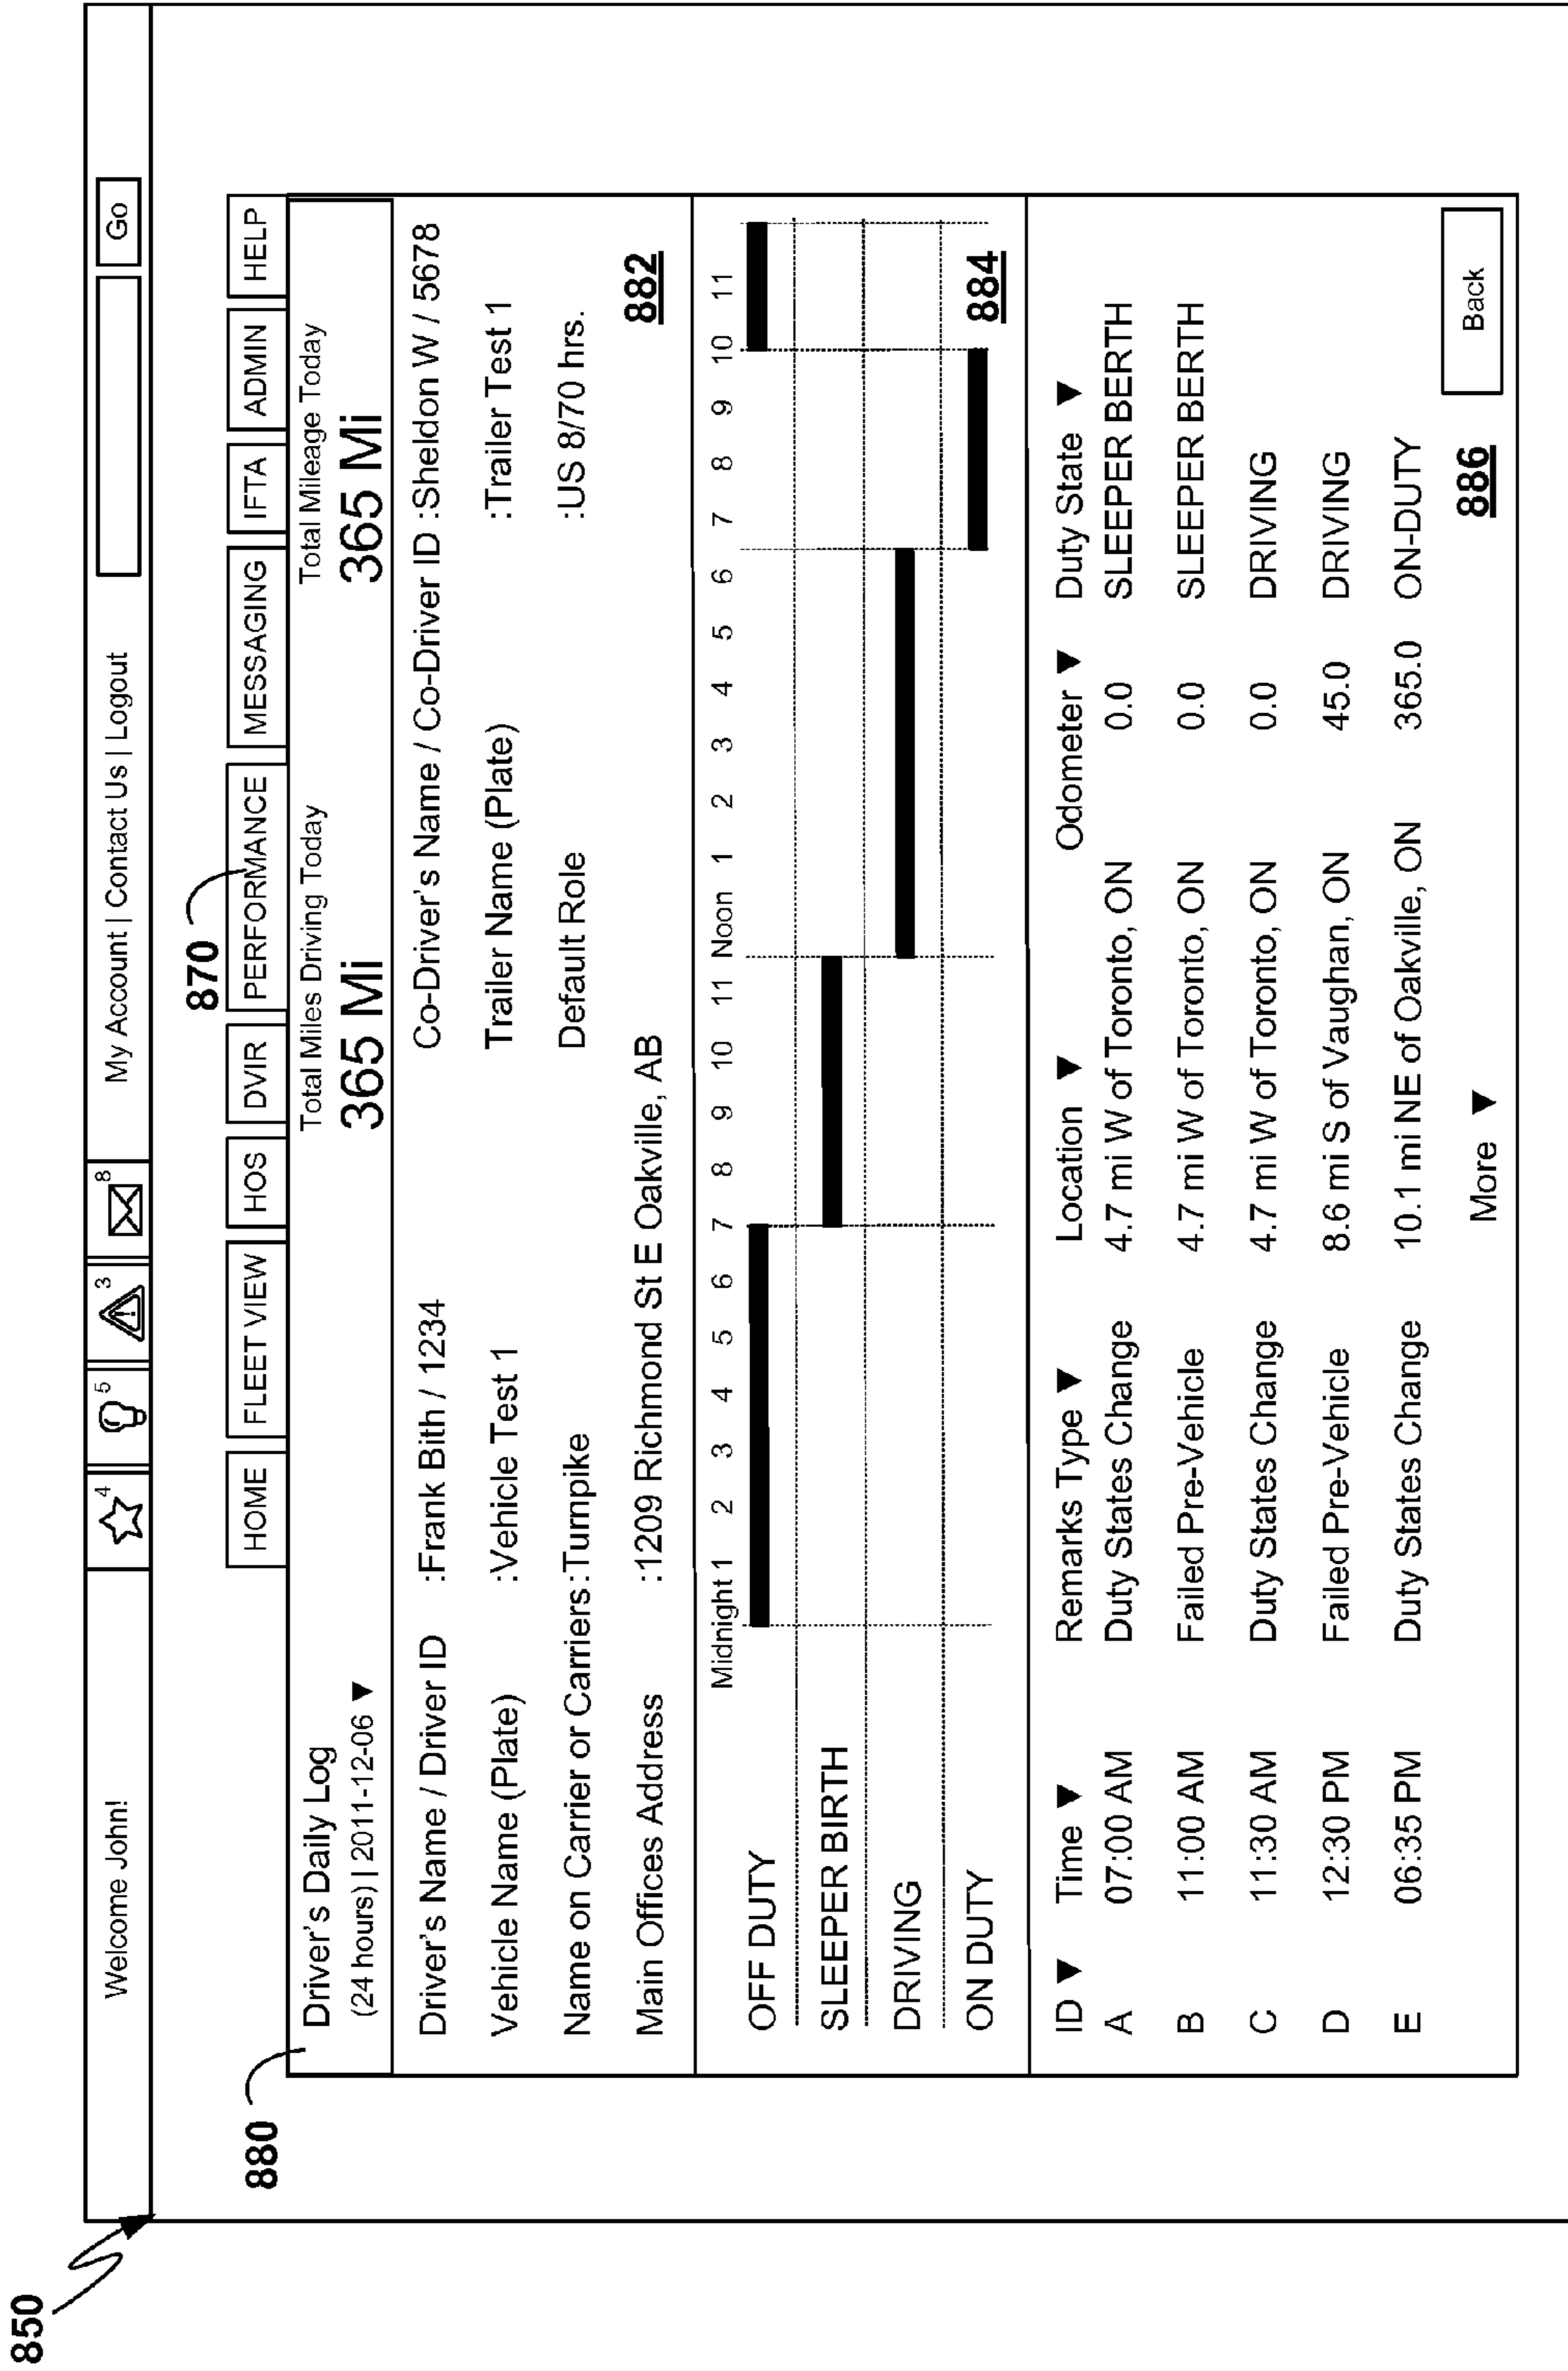 850
Welcome John! 4 5 3 8 My Account | Contact Us | Logout Go
870
HOME FLEET VIEW HOS DVIR PERFORMANCE MESSAGING IFTA ADMIN HELP
880
Driver's Daily Log Total Miles Driving Today Total Mileage Today
(24 hours) | 2011-12-06 ▼ 365 Mi 365 Mi
Driver's Name / Driver ID :Frank Bith / 1234 Co-Driver's Name / Co-Driver ID :Sheldon W / 5678
Vehicle Name (Plate) :Vehicle Test 1 Trailer Name (Plate) :Trailer Test 1
Name on Carrier or Carriers:Turnpike Default Role :US 8/70 hrs.
Main Offices Address :1209 Richmond St E Oakville, AB 882
Midnight 1 2 3 4 5 6 7 8 9 10 11 Noon 1 2 3 4 5 6 7 8 9 10 11
OFF DUTY
SLEEPER BIRTH
DRIVING
ON DUTY 884
ID ▼ Time ▼ Remarks Type ▼ Location ▼ Odometer ▼ Duty State ▼
A 07:00 AM Duty States Change 4.7 mi W of Toronto, ON 0.0 SLEEPER BERTH
B 11:00 AM Failed Pre-Vehicle 4.7 mi W of Toronto, ON 0.0 SLEEPER BERTH
C 11:30 AM Duty States Change 4.7 mi W of Toronto, ON 0.0 DRIVING
D 12:30 PM Failed Pre-Vehicle 8.6 mi S of Vaughan, ON 45.0 DRIVING
E 06:35 PM Duty States Change 10.1 mi NE of Oakville, ON 365.0 ON-DUTY
More ▼ 886 Back